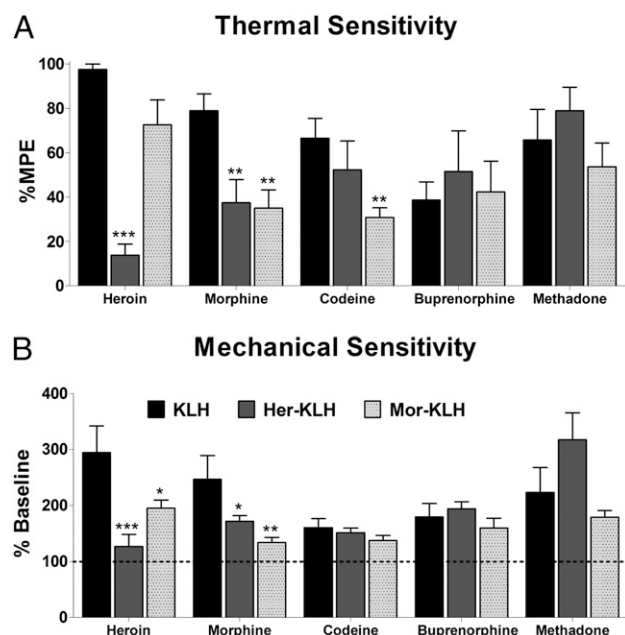 A
Thermal Sensitivity
%MPE
100
80
60
40
20
0
***
**
**
**
Heroin Morphine Codeine Buprenorphine Methadone
B
Mechanical Sensitivity
% Baseline
400
300
200
100
0
KLH Her-KLH Mor-KLH
***
*
*
**
Heroin Morphine Codeine Buprenorphine Methadone